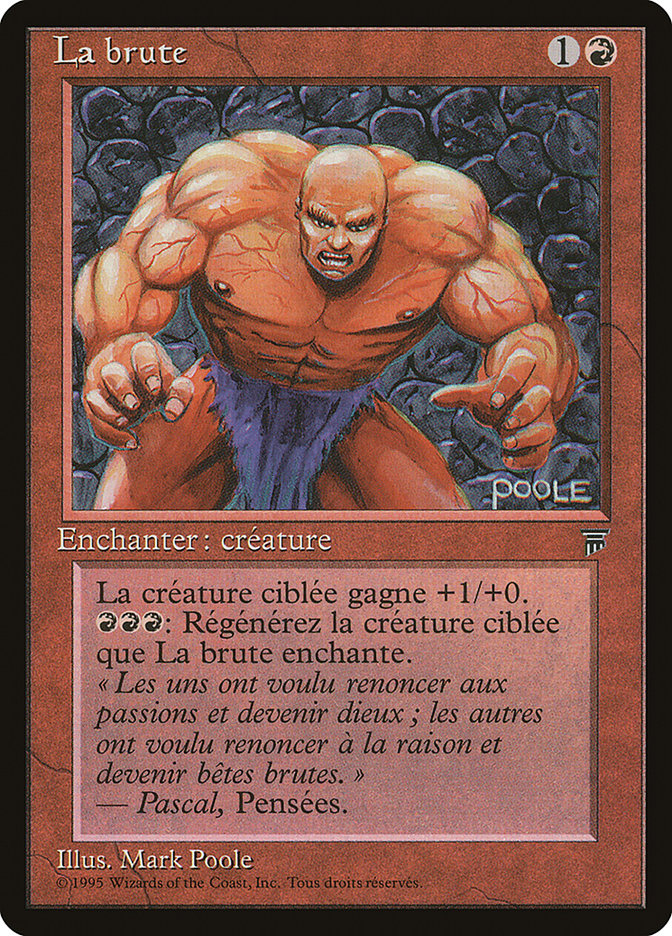 La brute
1
POOLE
Enchanter : créature
La créature ciblée gagne +1/+0.
: Régénérez la créature ciblée
que La brute enchante.
« Les uns ont voulu renoncer aux
passions et devenir dieux ; les autres
ont voulu renoncer à la raison et
devenir bêtes brutes. »
— Pascal, Pensées.
Illus. Mark Poole
©1995 Wizards of the Coast, Inc. Tous droits réservés.